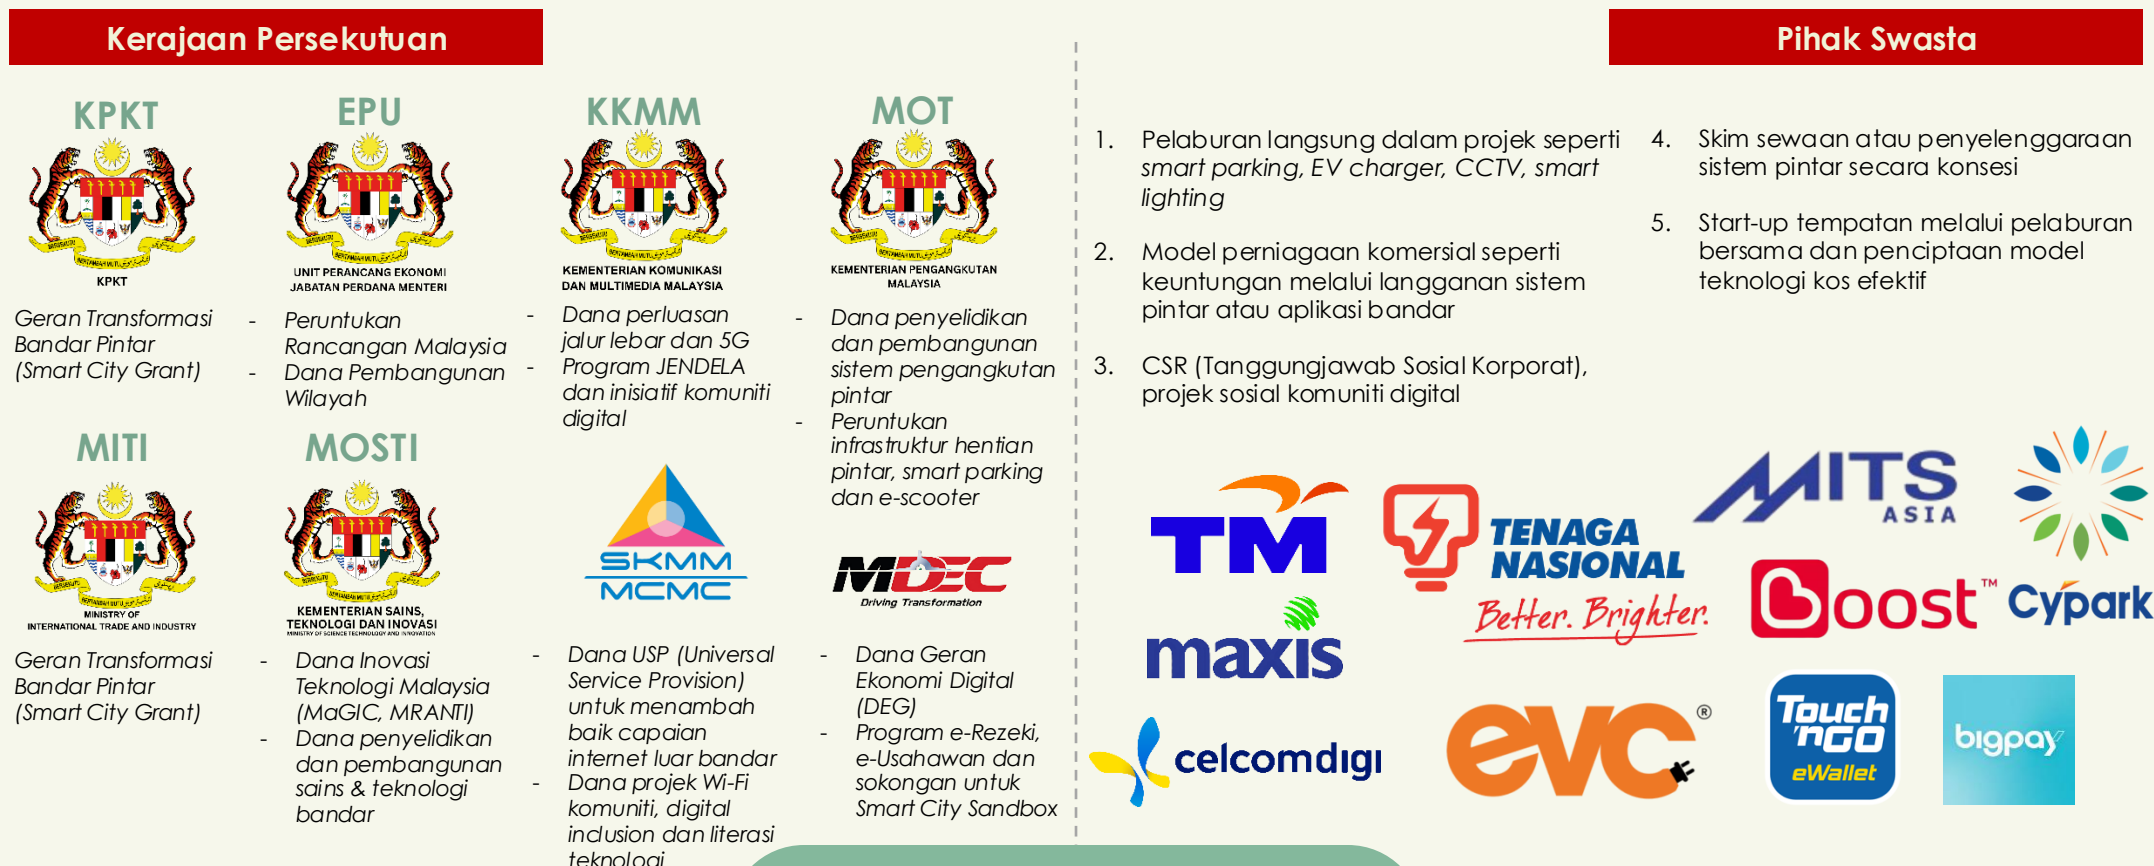 Kerajaan Persekutuan
Pihak Swasta
KPKT
KPKT
Geran Transformasi
Bandar Pintar
(Smart City Grant)
EPU
UNIT PERANCANG EKONOMI
JABATAN PERDANA MENTERI
- Peruntukan
Rancangan Malaysia
- Dana Pembangunan
Wilayah
KKMM
KEMENTERIAN KOMUNIKASI
DAN MULTIMEDIA MALAYSIA
- Dana perluasan
jalur lebar dan 5G
- Program JENDELA
dan inisiatif komuniti
digital
MOT
KEMENTERIAN PENGANGKUTAN
MALAYSIA
- Dana penyelidikan
dan pembangunan
sistem pengangkutan
pintar
- Peruntukan
infrastruktur hentian
pintar, smart parking
dan e-scooter
MITI
MINISTRY OF
INTERNATIONAL TRADE AND INDUSTRY
Geran Transformasi
Bandar Pintar
(Smart City Grant)
MOSTI
KEMENTERIAN SAINS,
TEKNOLOGI DAN INOVASI
MINISTRY OF SCIENCE TECHNOLOGY AND INNOVATION
- Dana Inovasi
Teknologi Malaysia
(MaGIC, MRANTI)
- Dana penyelidikan
dan pembangunan
sains & teknologi
bandar
SKMM
MCMC
- Dana USP (Universal
Service Provision)
untuk menambah
baik capaian
internet luar bandar
- Dana projek Wi-Fi
komuniti, digital
inclusion dan literasi
teknologi
MDEC
Driving Transformation
- Dana Geran
Ekonomi Digital
(DEG)
- Program e-Rezeki,
e-Usahawan dan
sokongan untuk
Smart City Sandbox
1. Pelaburan langsung dalam projek seperti
smart parking, EV charger, CCTV, smart
lighting
2. Model perniagaan komersial seperti
keuntungan melalui langganan sistem
pintar atau aplikasi bandar
3. CSR (Tanggungjawab Sosial Korporat),
projek sosial komuniti digital
4. Skim sewaan atau penyelenggaraan
sistem pintar secara konsesi
5. Start-up tempatan melalui pelaburan
bersama dan penciptaan model
teknologi kos efektif
TM
TENAGA
NASIONAL
Better. Brighter.
MITS
ASIA
Boost™
Cypark
maxis
celcomdigi
evc®
Touch
'nGO
eWallet
bigpay